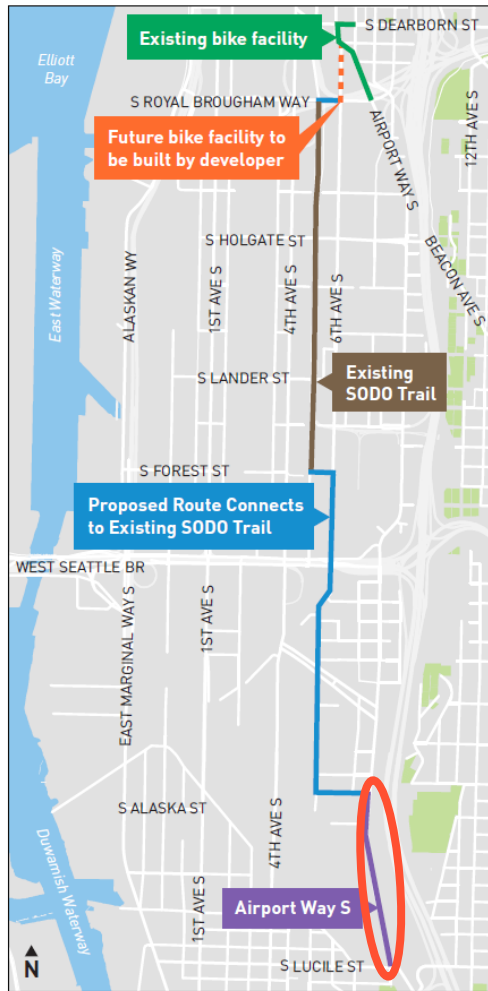 S DEARBORN ST
Existing bike facility
Elliott
Bay
S ROYAL BROUGHAM WAY
AIRPORT WAY S
12TH AVE S
Future bike facility to
be built by developer
S HOLGATE ST
BEACON AVE S
East Waterway
ALASKAN WY
1ST AVE S
4TH AVE S
6TH AVE S
S LANDER ST
Existing
SODO Trail
S FOREST ST
Proposed Route Connects
to Existing SODO Trail
WEST SEATTLE BR
EAST MARGINAL WAY S
1ST AVE S
S ALASKA ST
4TH AVE S
Duwamish Waterway
1ST AVE S
Airport Way S
S LUCILE ST
N